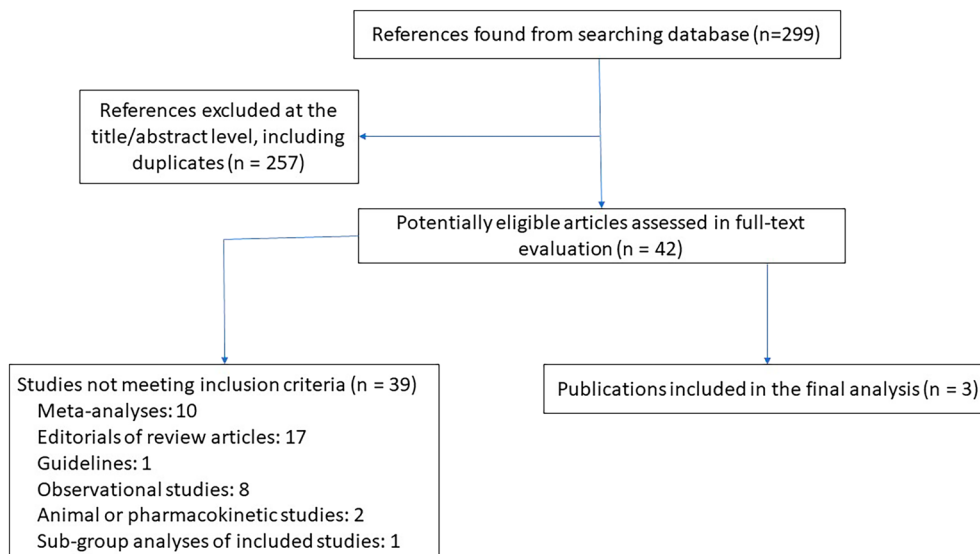 References found from searching database (n=299)
References excluded at the
title/abstract level, including
duplicates (n = 257)
Potentially eligible articles assessed in full-text
evaluation (n = 42)
Studies not meeting inclusion criteria (n = 39)
Meta-analyses: 10
Editorials of review articles: 17
Guidelines: 1
Observational studies: 8
Animal or pharmacokinetic studies: 2
Sub-group analyses of included studies: 1
Publications included in the final analysis (n = 3)